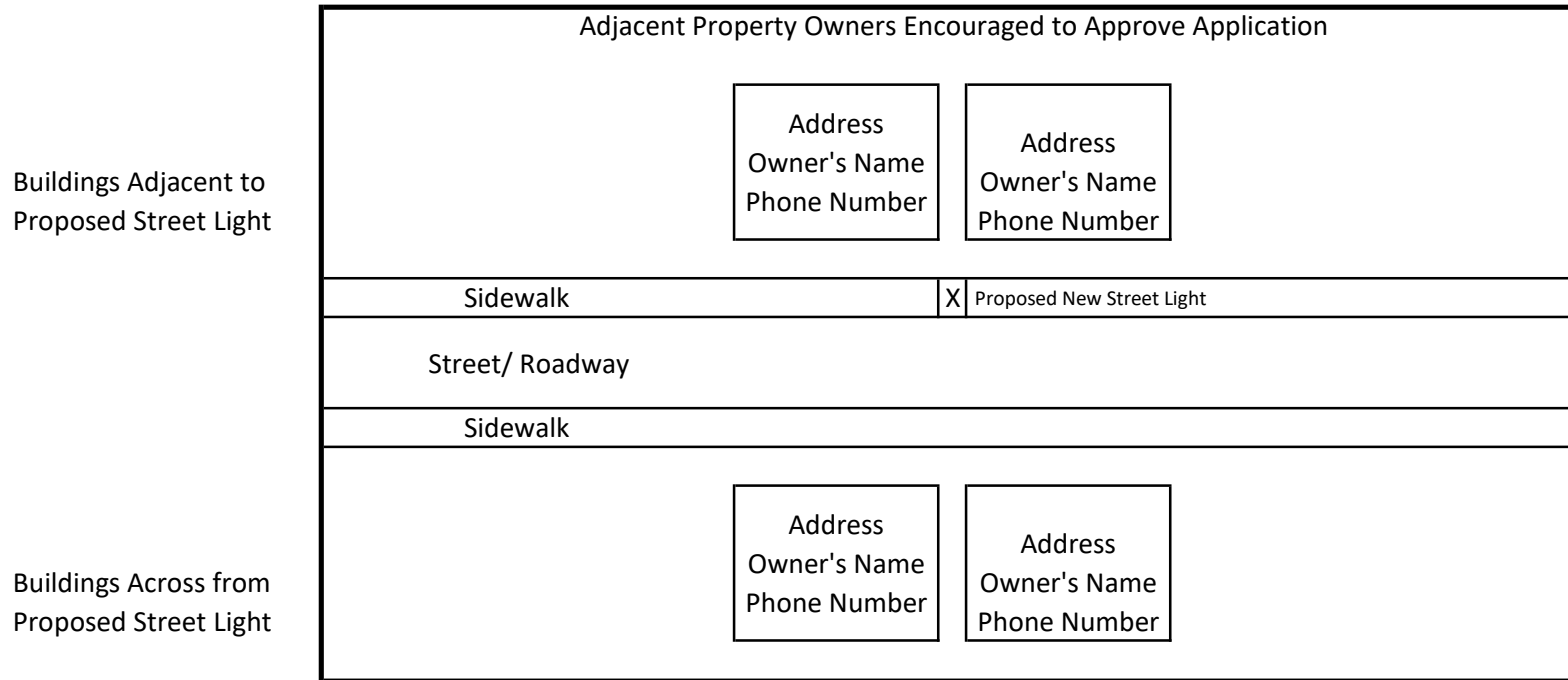 Adjacent Property Owners Encouraged to Approve Application
Buildings Adjacent to
Proposed Street Light
Address
Owner's Name
Phone Number
Address
Owner's Name
Phone Number
Sidewalk
X
Proposed New Street Light
Street/ Roadway
Sidewalk
Buildings Across from
Proposed Street Light
Address
Owner's Name
Phone Number
Address
Owner's Name
Phone Number